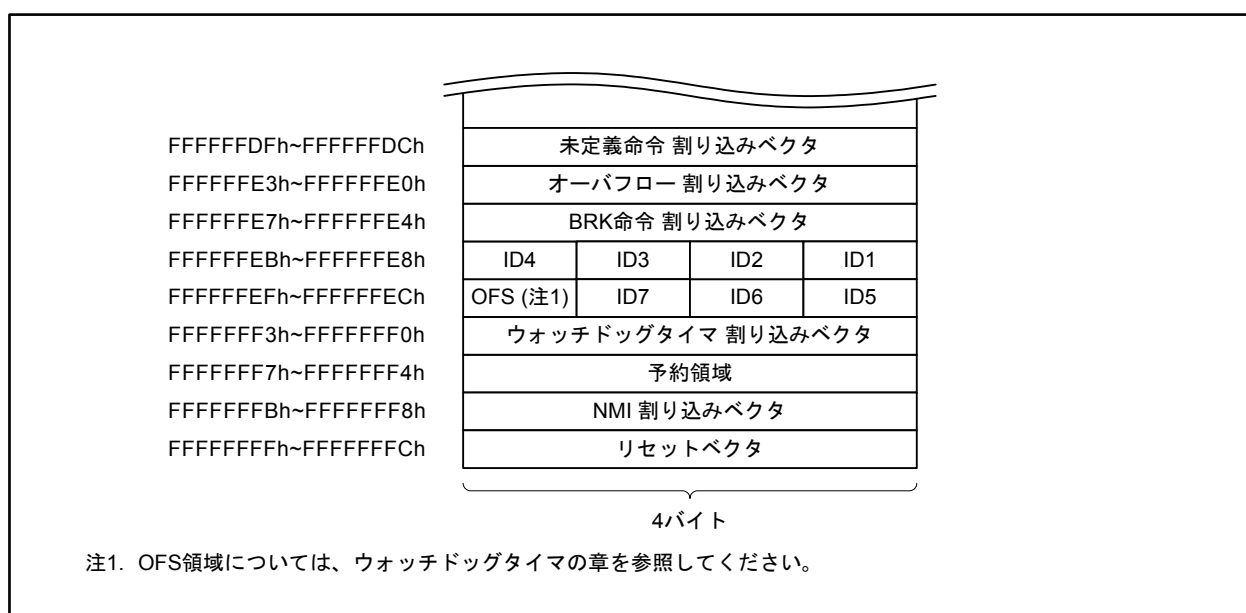 FFFFFFDFh~FFFFFFDCh 未定義命令 割り込みベクタ
FFFFFFE3h~FFFFFFE0h オーバフロー 割り込みベクタ
FFFFFFE7h~FFFFFFE4h BRK命令 割り込みベクタ
FFFFFFEBh~FFFFFFE8h ID4 ID3 ID2 ID1
FFFFFFEFh~FFFFFFECh OFS (注1) ID7 ID6 ID5
FFFFFFF3h~FFFFFFF0h ウォッチドッグタイマ 割り込みベクタ
FFFFFFF7h~FFFFFFF4h 予約領域
FFFFFFFBh~FFFFFFF8h NMI 割り込みベクタ
FFFFFFFFh~FFFFFFFCh リセットベクタ
4バイト
注1. OFS領域については、ウォッチドッグタイマの章を参照してください。